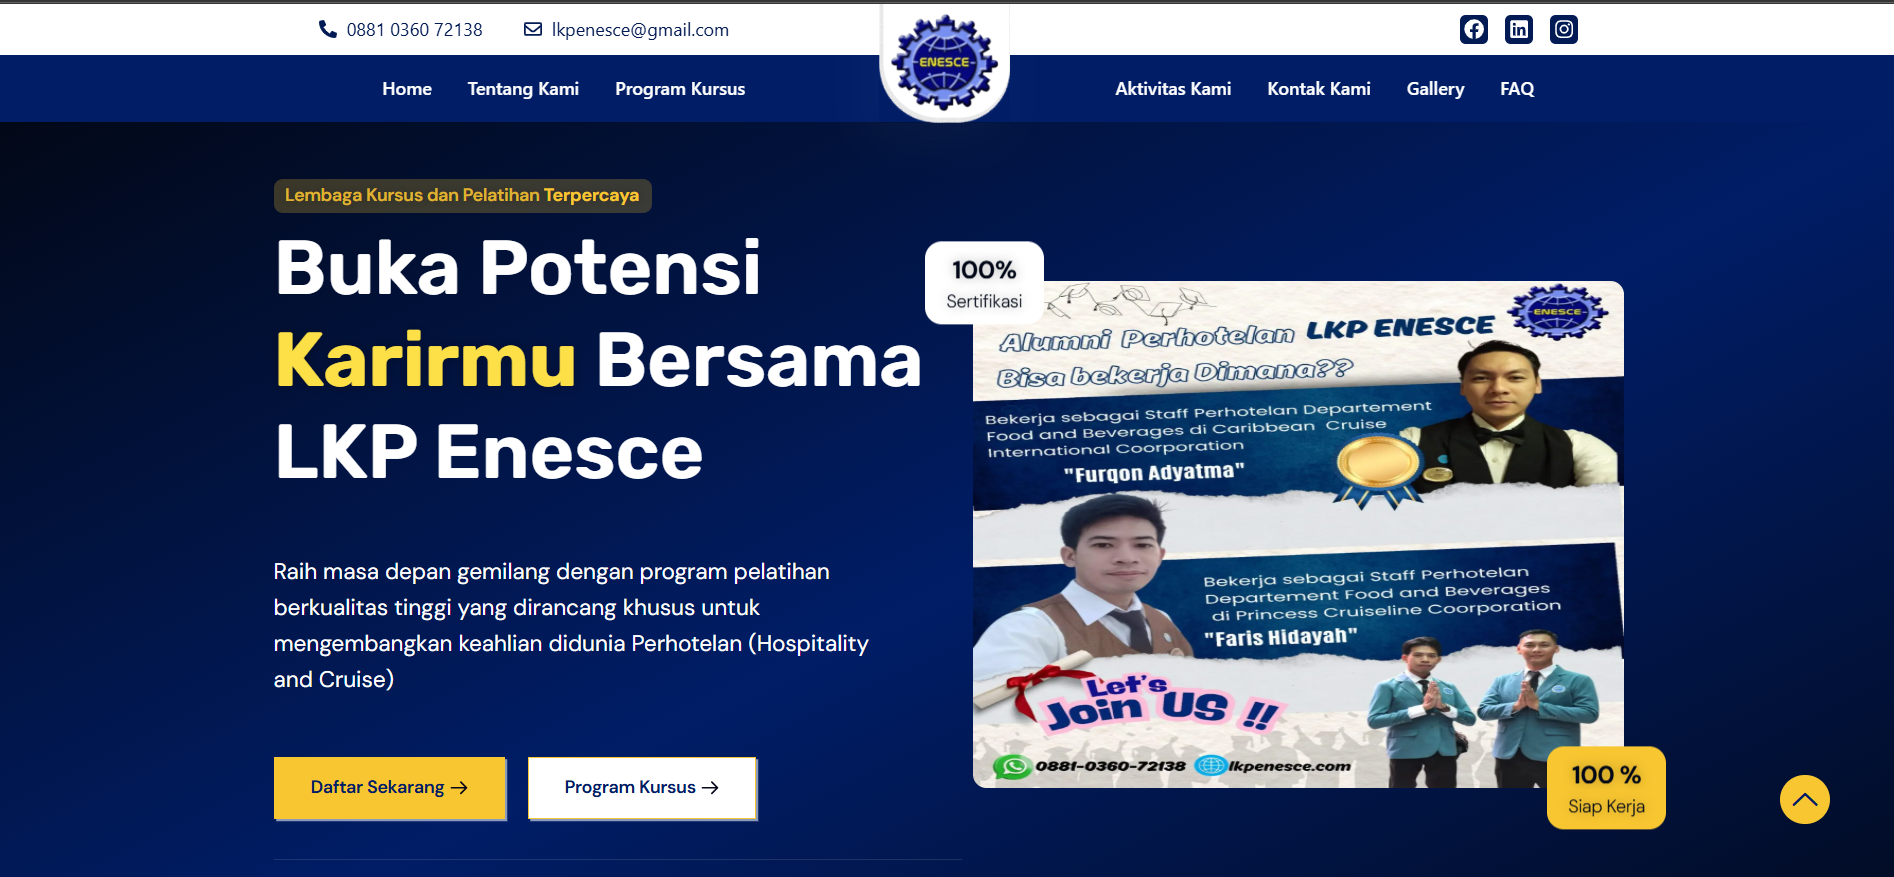 0881 0360 72138
lkpenesce@gmail.com
ENESCE
Home
Tentang Kami
Program Kursus
Aktivitas Kami
Kontak Kami
Gallery
FAQ
Lembaga Kursus dan Pelatihan Terpercaya
Buka Potensi
Karirmu Bersama
LKP Enesce
Raih masa depan gemilang dengan program pelatihan
berkualitas tinggi yang dirancang khusus untuk
mengembangkan keahlian didunia Perhotelan (Hospitality
and Cruise)
Daftar Sekarang →
Program Kursus →
100%
Sertifikasi
ENESCE
Alumni Perhotelan LKP ENESCE
Bisa bekerja Dimana??
Bekerja sebagai Staff Perhotelan Departement
Food and Beverages di Caribbean Cruise
International Coorporation
"Furqon Adyatma"
Bekerja sebagai Staff Perhotelan
Departement Food and Beverages
di Princess Cruiseline Coorporation
"Faris Hidayah"
Let's
Join US !!
0881-0360-72138
lkpenesce.com
100 %
Siap Kerja